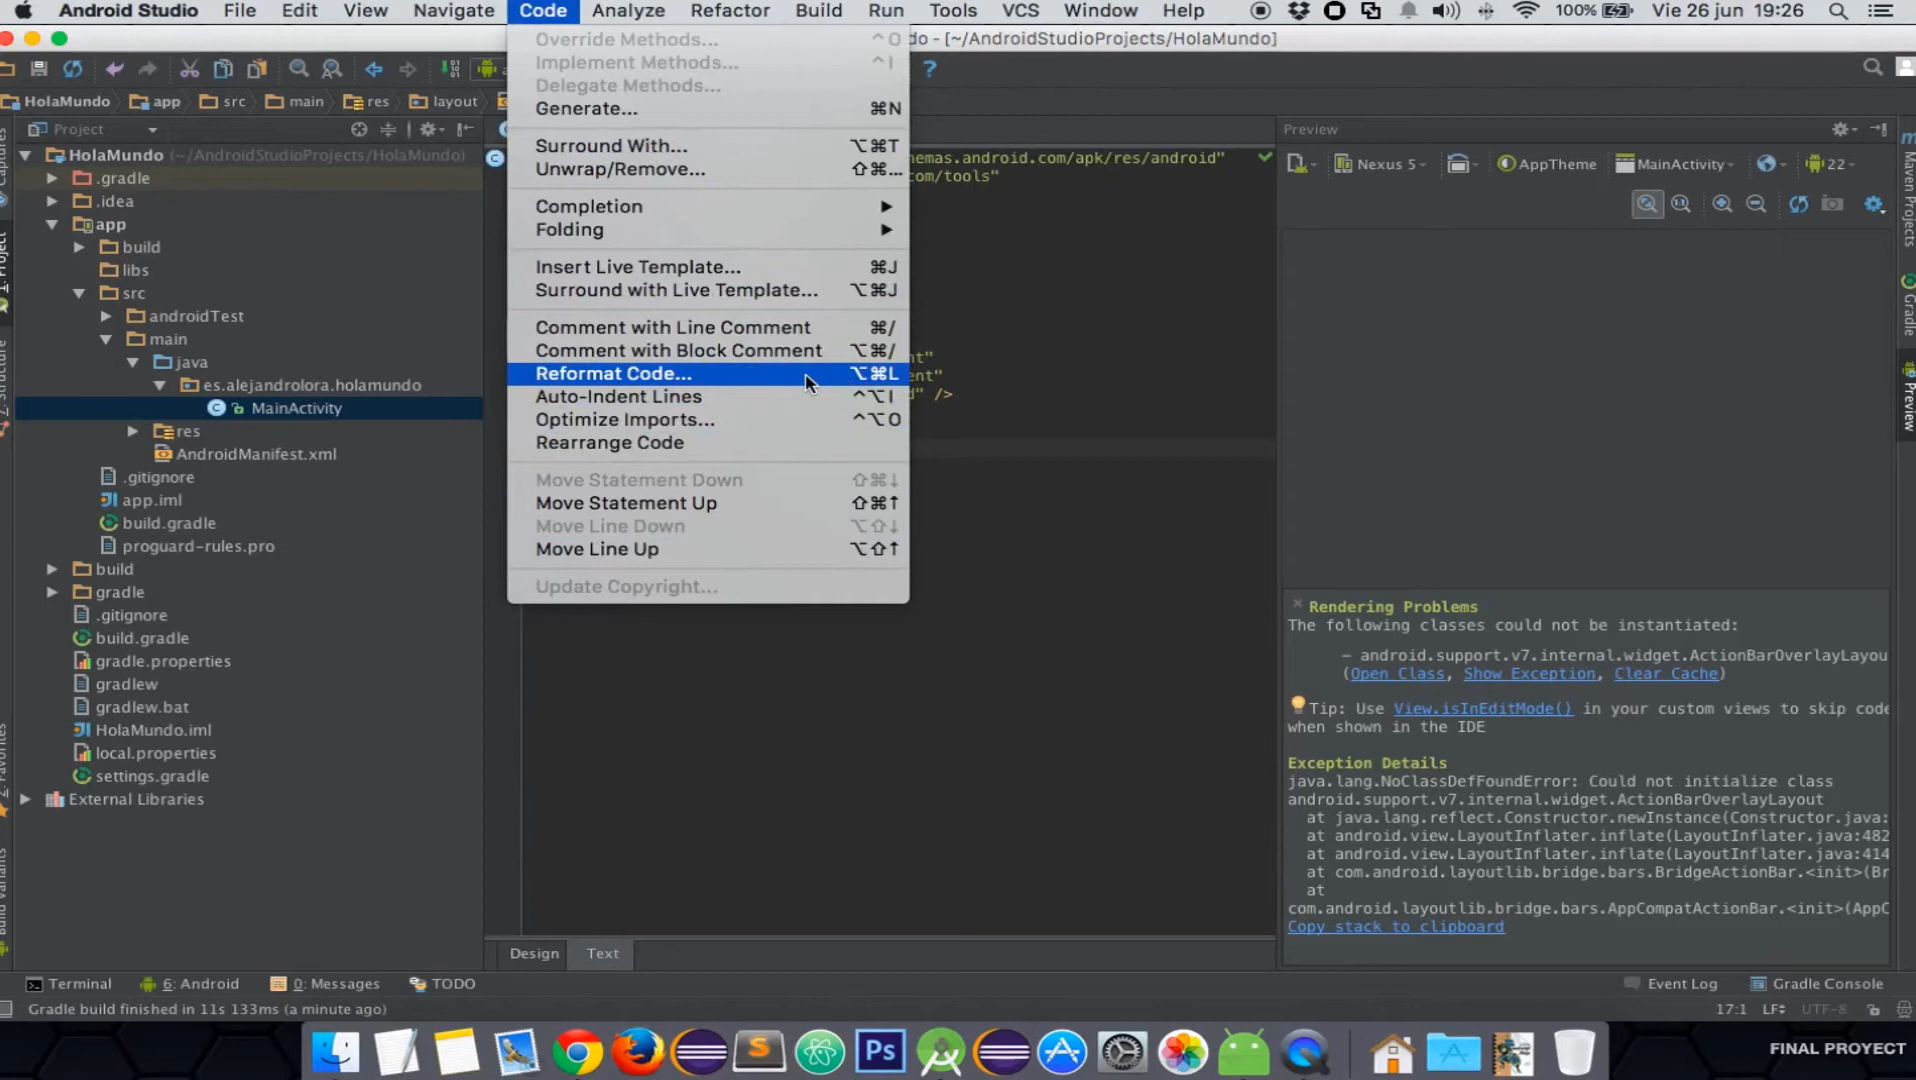 Android Studio File Edit View Navigate Code Analyze Refactor Build Run Tools VCS Window Help 100% Vie 26 jun 19:26
do - [~/AndroidStudioProjects/HolaMundo]
HolaMundo app src main res layout
Project
HolaMundo (~/AndroidStudioProjects/HolaMundo)
.gradle
.idea
app
build
libs
src
androidTest
main
java
es.alejandrolora.holamundo
MainActivity
res
AndroidManifest.xml
.gitignore
app.iml
build.gradle
proguard-rules.pro
build
gradle
.gitignore
build.gradle
gradle.properties
gradlew
gradlew.bat
HolaMundo.iml
local.properties
settings.gradle
External Libraries
Captures
1: Project
Structure
2: Favorites
Build Variants
Override Methods... ^O
Implement Methods... ^I
Delegate Methods...
Generate... ⌘N
Surround With... ⌥⌘T
Unwrap/Remove... ⇧⌘...
Completion ▶
Folding ▶
Insert Live Template... ⌘J
Surround with Live Template... ⌥⌘J
Comment with Line Comment ⌘/
Comment with Block Comment ⌥⌘/
Reformat Code... ⌥⌘L
Auto-Indent Lines ^⌥I
Optimize Imports... ^⌥O
Rearrange Code
Move Statement Down ⇧⌘↓
Move Statement Up ⇧⌘↑
Move Line Down ⌥⇧↓
Move Line Up ⌥⇧↑
Update Copyright...
hemas.android.com/apk/res/android"
com/tools"
nt"
ent"
d" />
Design Text
Preview
Nexus 5 AppTheme MainActivity 22
Rendering Problems
The following classes could not be instantiated:
– android.support.v7.internal.widget.ActionBarOverlayLayou
(Open Class, Show Exception, Clear Cache)
Tip: Use View.isInEditMode() in your custom views to skip code
when shown in the IDE
Exception Details
java.lang.NoClassDefFoundError: Could not initialize class
android.support.v7.internal.widget.ActionBarOverlayLayout
at java.lang.reflect.Constructor.newInstance(Constructor.java:
at android.view.LayoutInflater.inflate(LayoutInflater.java:482
at android.view.LayoutInflater.inflate(LayoutInflater.java:414
at com.android.layoutlib.bridge.bars.BridgeActionBar.<init>(Br
at
com.android.layoutlib.bridge.bars.AppCompatActionBar.<init>(AppC
Copy stack to clipboard
Maven Projects
Gradle
Preview
Terminal 6: Android 0: Messages TODO Event Log Gradle Console
Gradle build finished in 11s 133ms (a minute ago) 17:1 LF UTF-8
Ps
FINAL PROYECT